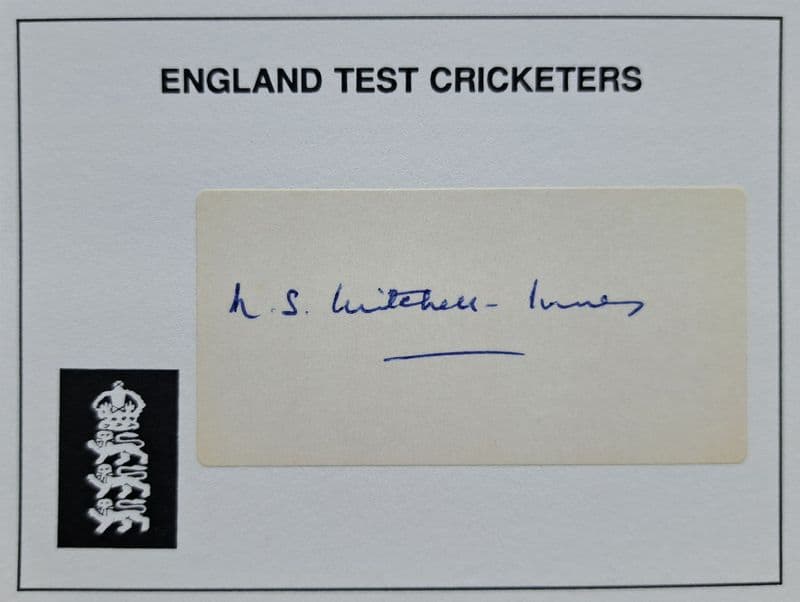 ENGLAND TEST CRICKETERS
N. S. Mitchell-Innes